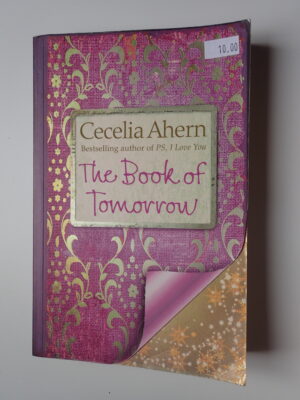 10.00
Cecelia Ahern
Bestselling author of PS, I Love You
The Book of
Tomorrow